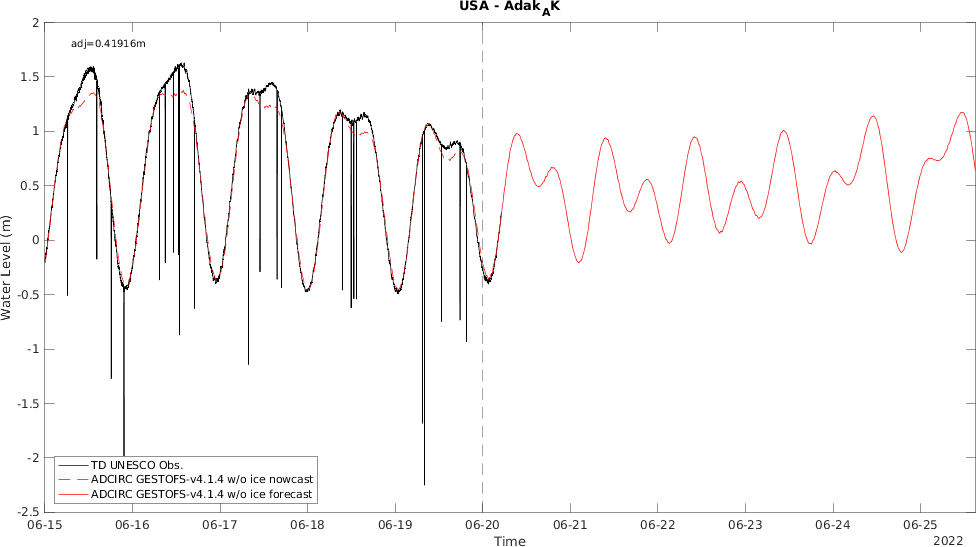 USA - Adak_AK
adj=0.41916m
Water Level (m)
2
1.5
1
0.5
0
-0.5
-1
-1.5
-2
-2.5
TD UNESCO Obs.
ADCIRC GESTOFS-v4.1.4 w/o ice nowcast
ADCIRC GESTOFS-v4.1.4 w/o ice forecast
06-15 06-16 06-17 06-18 06-19 06-20 06-21 06-22 06-23 06-24 06-25
Time
2022